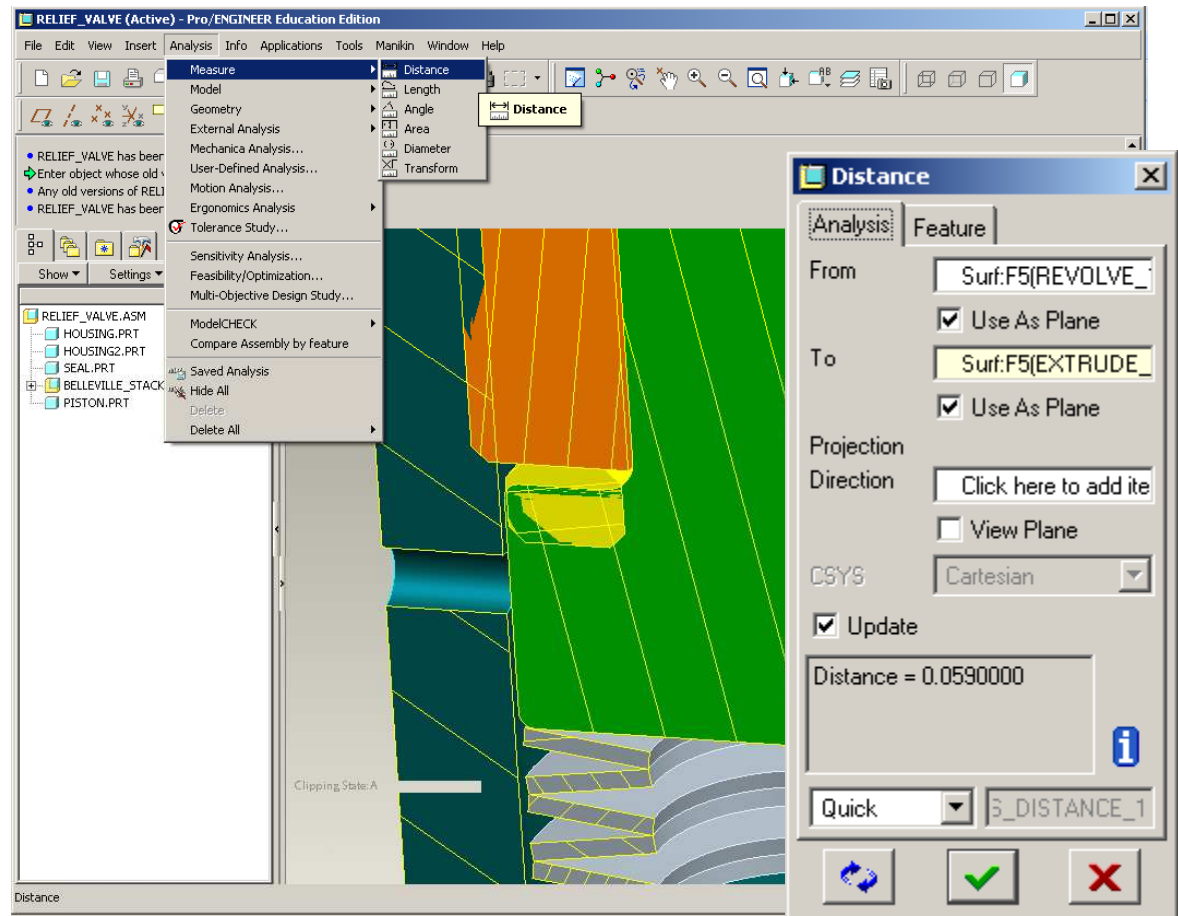 RELIEF_VALVE (Active) - Pro/ENGINEER Education Edition
File Edit View Insert Analysis Info Applications Tools Manikin Window Help
Measure
Model
Geometry
External Analysis
Mechanica Analysis...
User-Defined Analysis...
Motion Analysis...
Ergonomics Analysis
Tolerance Study...
Sensitivity Analysis...
Feasibility/Optimization...
Multi-Objective Design Study...
ModelCHECK
Compare Assembly by feature
Saved Analysis
Hide All
Delete
Delete All
Distance
Length
Angle
Area
Diameter
Transform
Distance
RELIEF_VALVE has been
Enter object whose old
Any old versions of RELI
RELIEF_VALVE has been
Show Settings
RELIEF_VALVE.ASM
HOUSING.PRT
HOUSING2.PRT
SEAL.PRT
BELLEVILLE_STACK
PISTON.PRT
Clipping State: A
Distance
Distance
Analysis Feature
From Surf:F5(REVOLVE_
Use As Plane
To Surf:F5(EXTRUDE_
Use As Plane
Projection
Direction Click here to add ite
View Plane
CSYS Cartesian
Update
Distance = 0.0590000
Quick S_DISTANCE_1